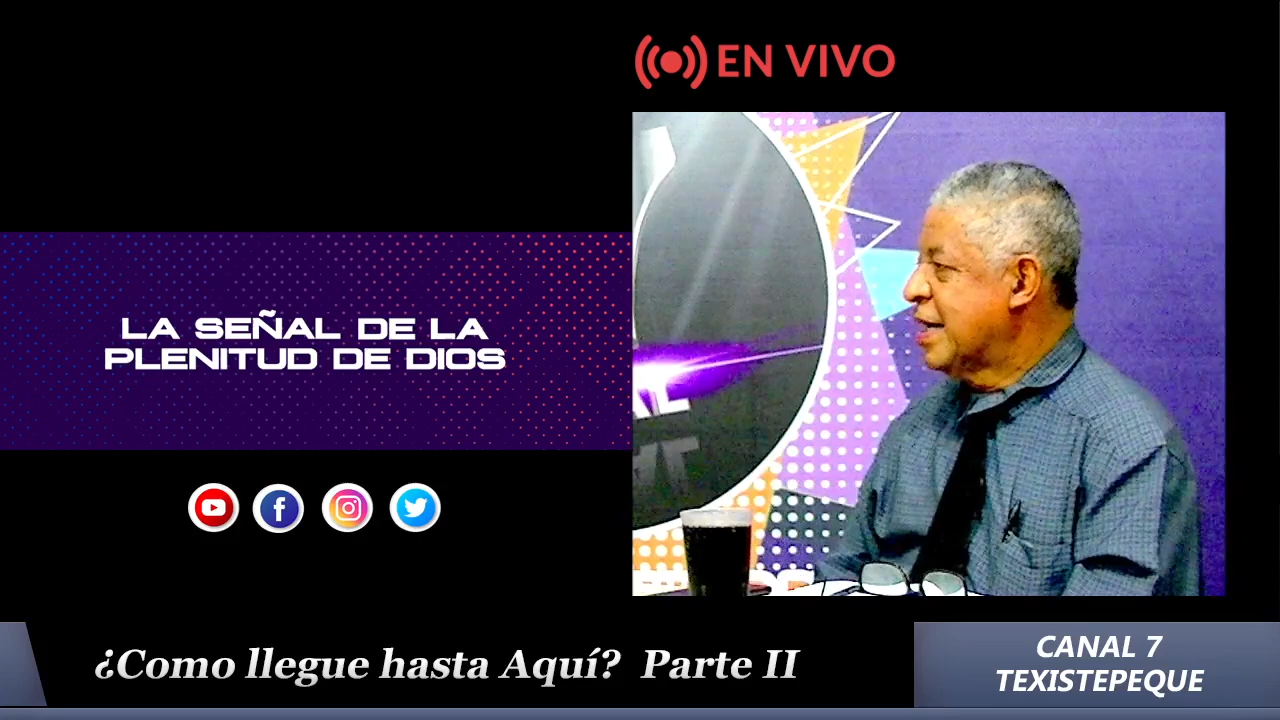 EN VIVO
LA SEÑAL DE LA
PLENITUD DE DIOS
¿Como llegue hasta Aquí?  Parte II
CANAL 7
TEXISTEPEQUE